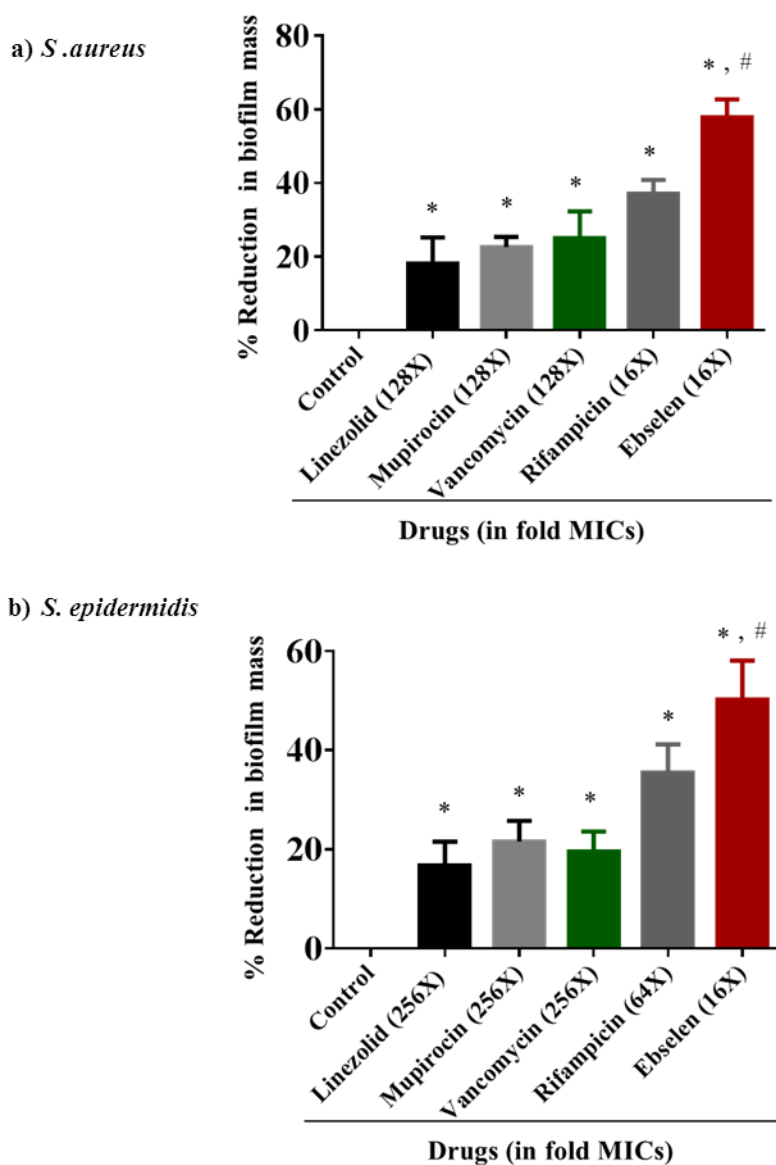 a) S .aureus
% Reduction in biofilm mass
80
60
40
20
0
*
*
*
*
* , #
Control
Linezolid (128X)
Mupirocin (128X)
Vancomycin (128X)
Rifampicin (16X)
Ebselen (16X)
Drugs (in fold MICs)
b) S. epidermidis
% Reduction in biofilm mass
60
40
20
0
*
*
*
*
* , #
Control
Linezolid (256X)
Mupirocin (256X)
Vancomycin (256X)
Rifampicin (64X)
Ebselen (16X)
Drugs (in fold MICs)